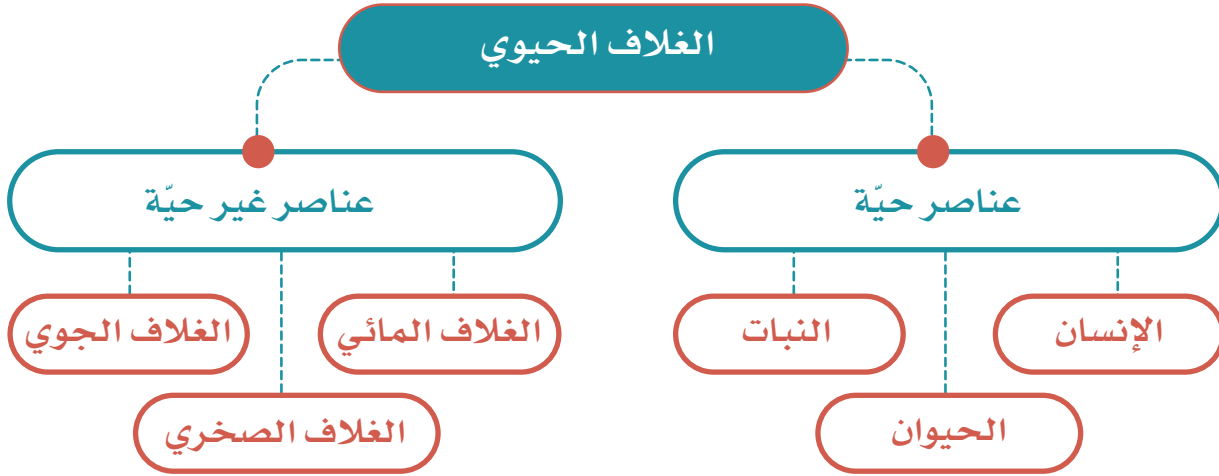 الغلاف الحيوي
عناصر حيّة
عناصر غير حيّة
الإنسان
النبات
الغلاف المائي
الغلاف الجوي
الحيوان
الغلاف الصخري